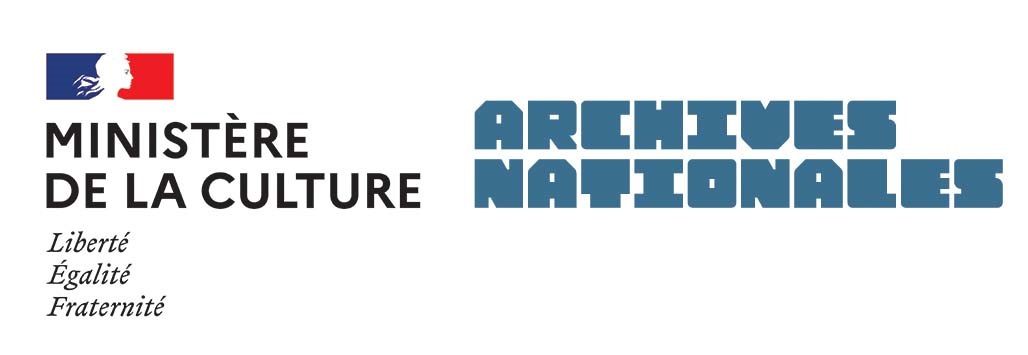 MINISTÈRE
DE LA CULTURE
Liberté
Égalité
Fraternité
ARCHIVES
NATIONALES